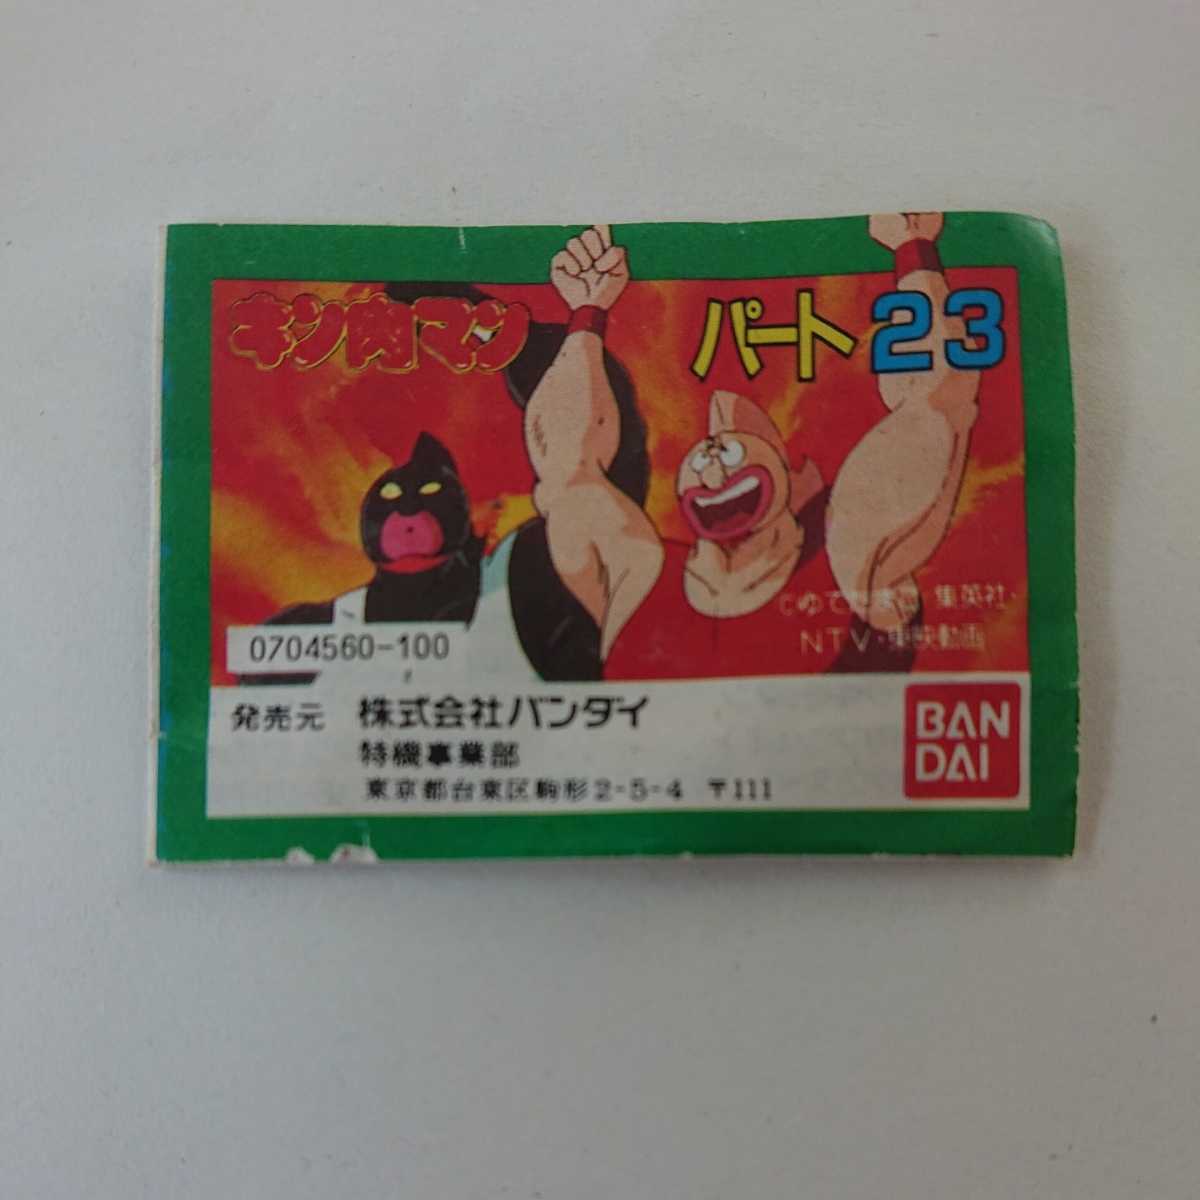 キン肉マン パート23
©ゆでたまご 集英社・
NTV・東映動画
0704560-100
発売元 株式会社バンダイ
特機事業部
東京都台東区駒形2-5-4 〒111
BAN
DAI